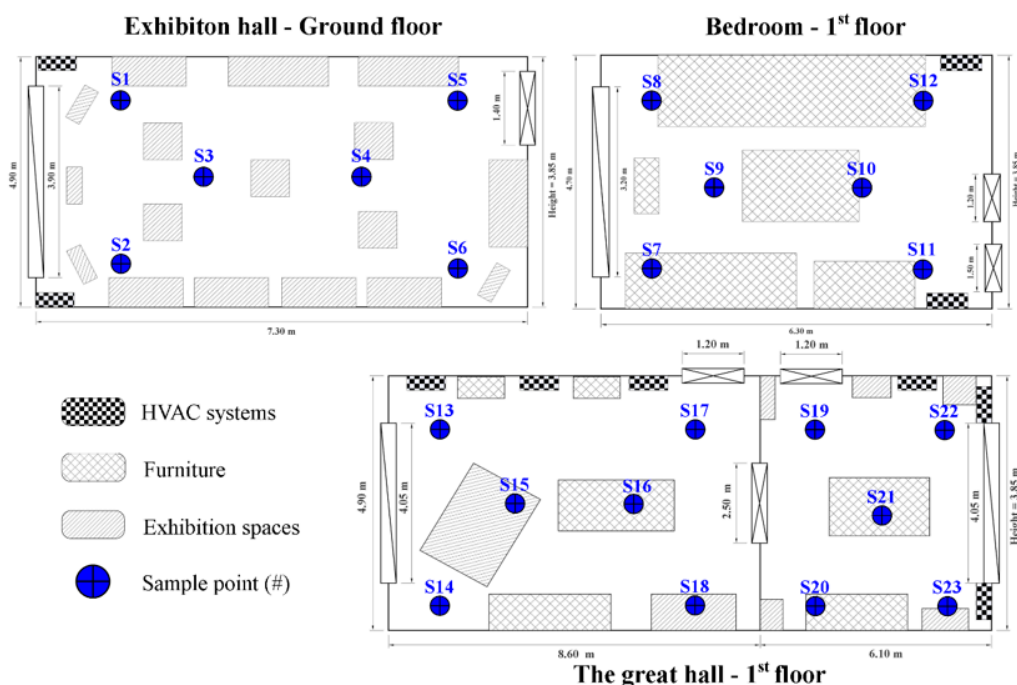 Exhibiton hall - Ground floor
S1
S5
S3
S4
S2
S6
4.90 m
3.90 m
1.40 m
Height = 3.85 m
7.30 m
Bedroom - 1st floor
S8
S12
S9
S10
S7
S11
4.70 m
3.20 m
1.20 m
1.50 m
Height = 3.85 m
6.30 m
HVAC systems
Furniture
Exhibition spaces
Sample point (#)
1.20 m
1.20 m
S13
S17
S19
S22
S15
S16
S21
S14
S18
S20
S23
4.90 m
4.05 m
2.50 m
4.05 m
Height = 3.85 m
8.60 m
6.10 m
The great hall - 1st floor